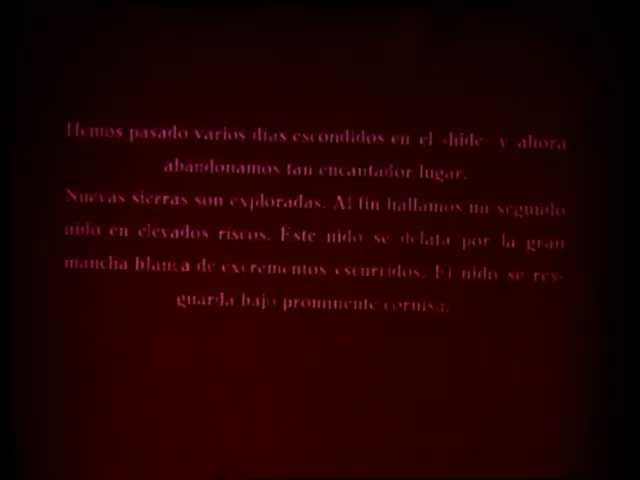 Hemos pasado varios días escondidos en el «hide» y ahora
abandonamos tan encantador lugar.
Nuevas sierras son exploradas. Al fin hallamos un segundo
nido en elevados riscos. Este nido se delata por la gran
mancha blanca de excrementos escurridos. El nido se res-
guarda bajo prominente cornisa.